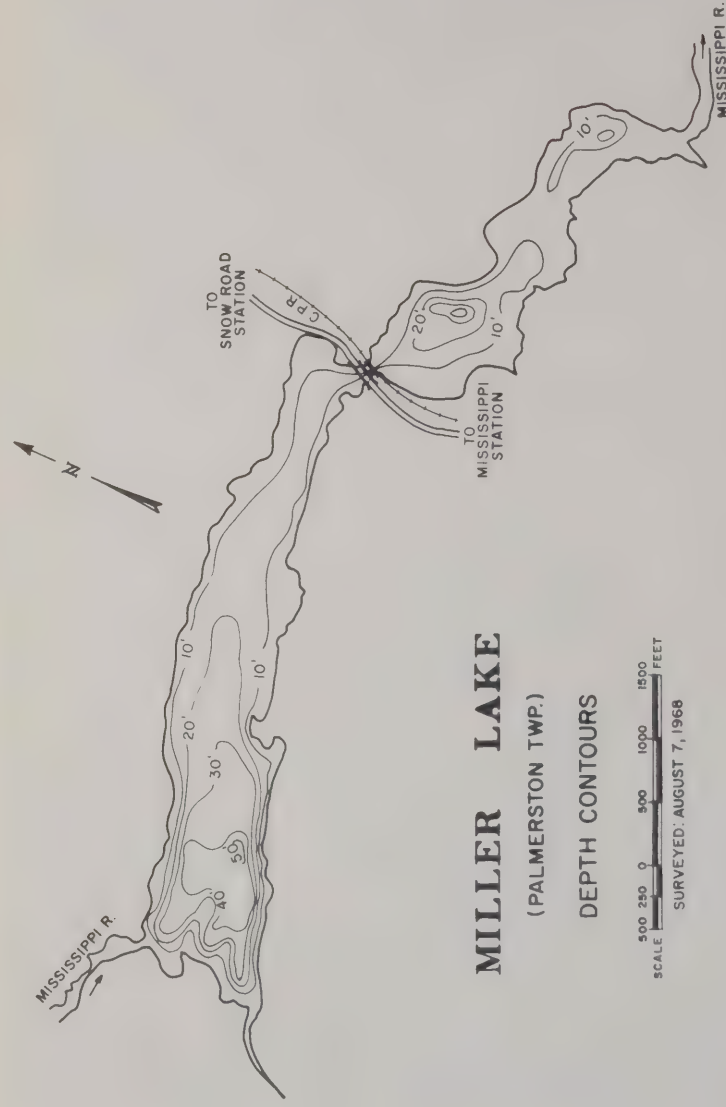 MISSISSIPPI R.
TO
SNOW ROAD
STATION
C.P.R.
N
TO
MISSISSIPPI
STATION
10'
20'
10'
30'
40
50
20'
10'
10'
MISSISSIPPI R.
MILLER LAKE
(PALMERSTON TWP.)
DEPTH CONTOURS
SCALE 500 250 0 500 1000 1500 FEET
SURVEYED: AUGUST 7, 1968